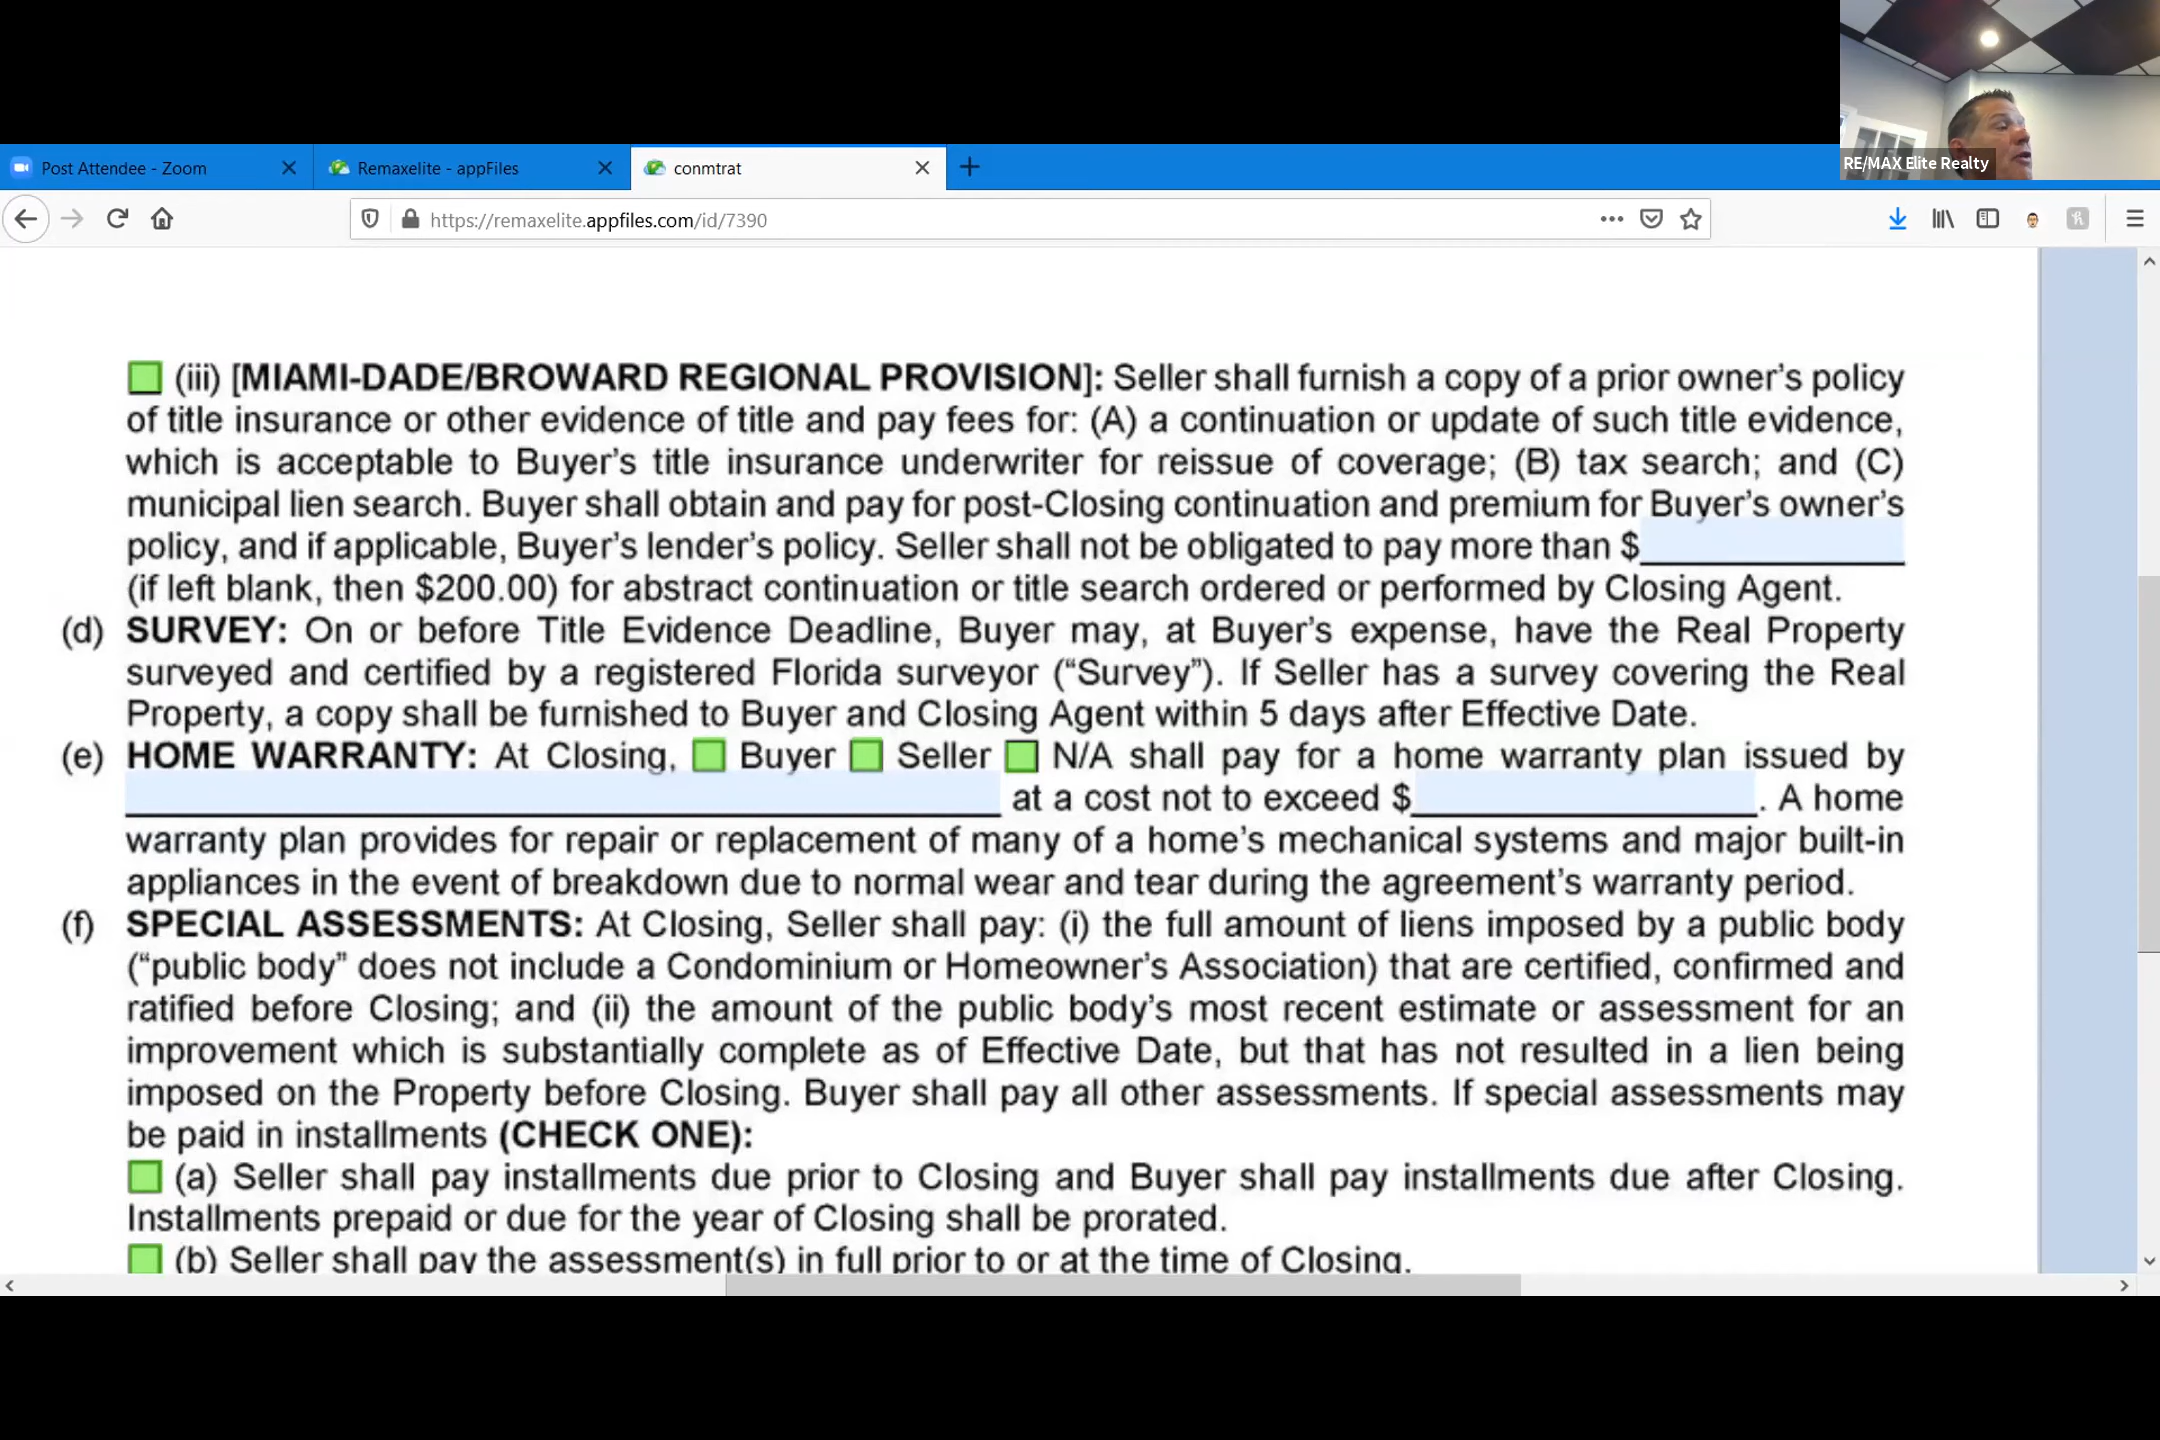 RE/MAX Elite Realty
Post Attendee - Zoom
Remaxelite - appFiles
conmtrat
https://remaxelite.appfiles.com/id/7390
(iii) [MIAMI-DADE/BROWARD REGIONAL PROVISION]: Seller shall furnish a copy of a prior owner’s policy
of title insurance or other evidence of title and pay fees for: (A) a continuation or update of such title evidence,
which is acceptable to Buyer’s title insurance underwriter for reissue of coverage; (B) tax search; and (C)
municipal lien search. Buyer shall obtain and pay for post-Closing continuation and premium for Buyer’s owner’s
policy, and if applicable, Buyer’s lender’s policy. Seller shall not be obligated to pay more than $
(if left blank, then $200.00) for abstract continuation or title search ordered or performed by Closing Agent.
(d) SURVEY: On or before Title Evidence Deadline, Buyer may, at Buyer’s expense, have the Real Property
surveyed and certified by a registered Florida surveyor (“Survey”). If Seller has a survey covering the Real
Property, a copy shall be furnished to Buyer and Closing Agent within 5 days after Effective Date.
(e) HOME WARRANTY: At Closing, Buyer Seller N/A shall pay for a home warranty plan issued by
at a cost not to exceed $ . A home
warranty plan provides for repair or replacement of many of a home’s mechanical systems and major built-in
appliances in the event of breakdown due to normal wear and tear during the agreement’s warranty period.
(f) SPECIAL ASSESSMENTS: At Closing, Seller shall pay: (i) the full amount of liens imposed by a public body
(“public body” does not include a Condominium or Homeowner’s Association) that are certified, confirmed and
ratified before Closing; and (ii) the amount of the public body’s most recent estimate or assessment for an
improvement which is substantially complete as of Effective Date, but that has not resulted in a lien being
imposed on the Property before Closing. Buyer shall pay all other assessments. If special assessments may
be paid in installments (CHECK ONE):
(a) Seller shall pay installments due prior to Closing and Buyer shall pay installments due after Closing.
Installments prepaid or due for the year of Closing shall be prorated.
(b) Seller shall pay the assessment(s) in full prior to or at the time of Closing.